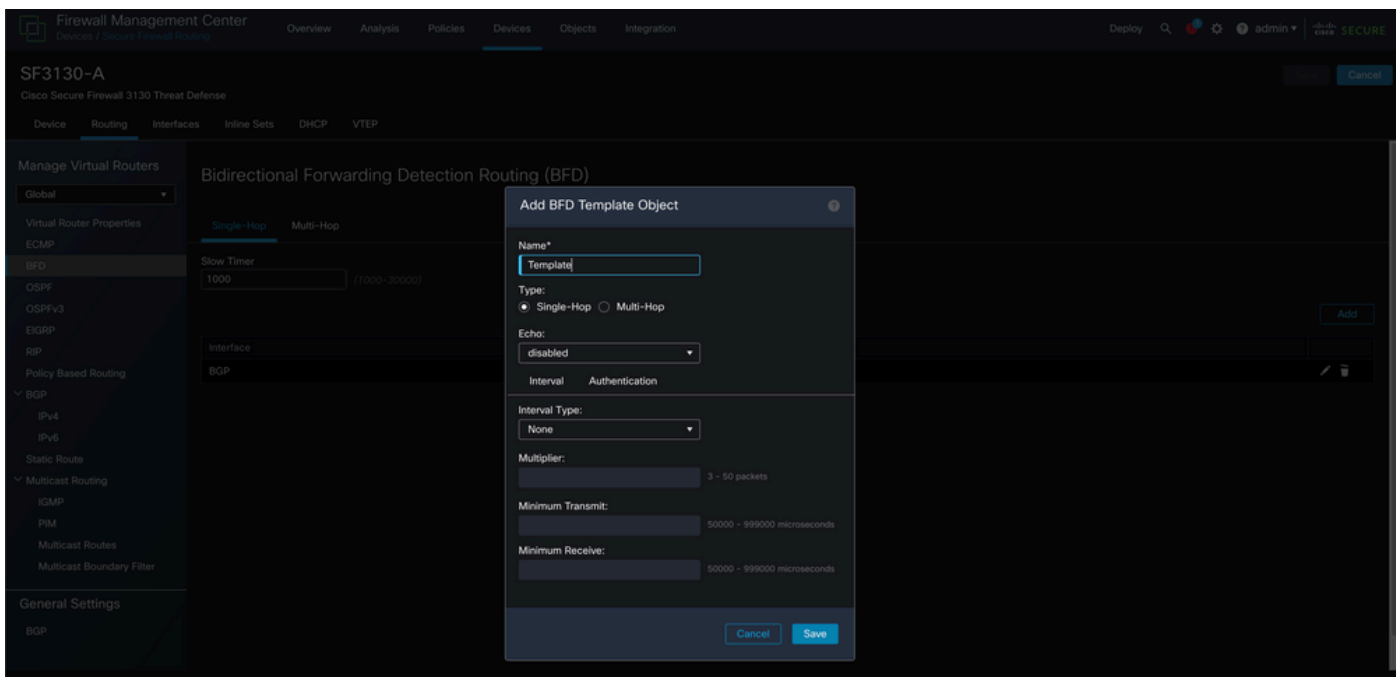 Firewall Management Center
Devices / Secure Firewall Routing
Overview Analysis Policies Devices Objects Integration Deploy admin SECURE
SF3130-A
Save Cancel
Cisco Secure Firewall 3130 Threat Defense
Device Routing Interfaces Inline Sets DHCP VTEP
Manage Virtual Routers
Global
Virtual Router Properties
ECMP
BFD
OSPF
OSPFv3
EIGRP
RIP
Policy Based Routing
BGP
IPv4
IPv6
Static Route
Multicast Routing
IGMP
PIM
Multicast Routes
Multicast Boundary Filter
General Settings
BGP
Bidirectional Forwarding Detection Routing (BFD)
Single-Hop Multi-Hop
Slow Timer
1000 (1000-30000)
Add
Interface
BGP
Add BFD Template Object
Name*
Template
Type:
Single-Hop Multi-Hop
Echo:
disabled
Interval Authentication
Interval Type:
None
Multiplier:
3 - 50 packets
Minimum Transmit:
50000 - 999000 microseconds
Minimum Receive:
50000 - 999000 microseconds
Cancel Save